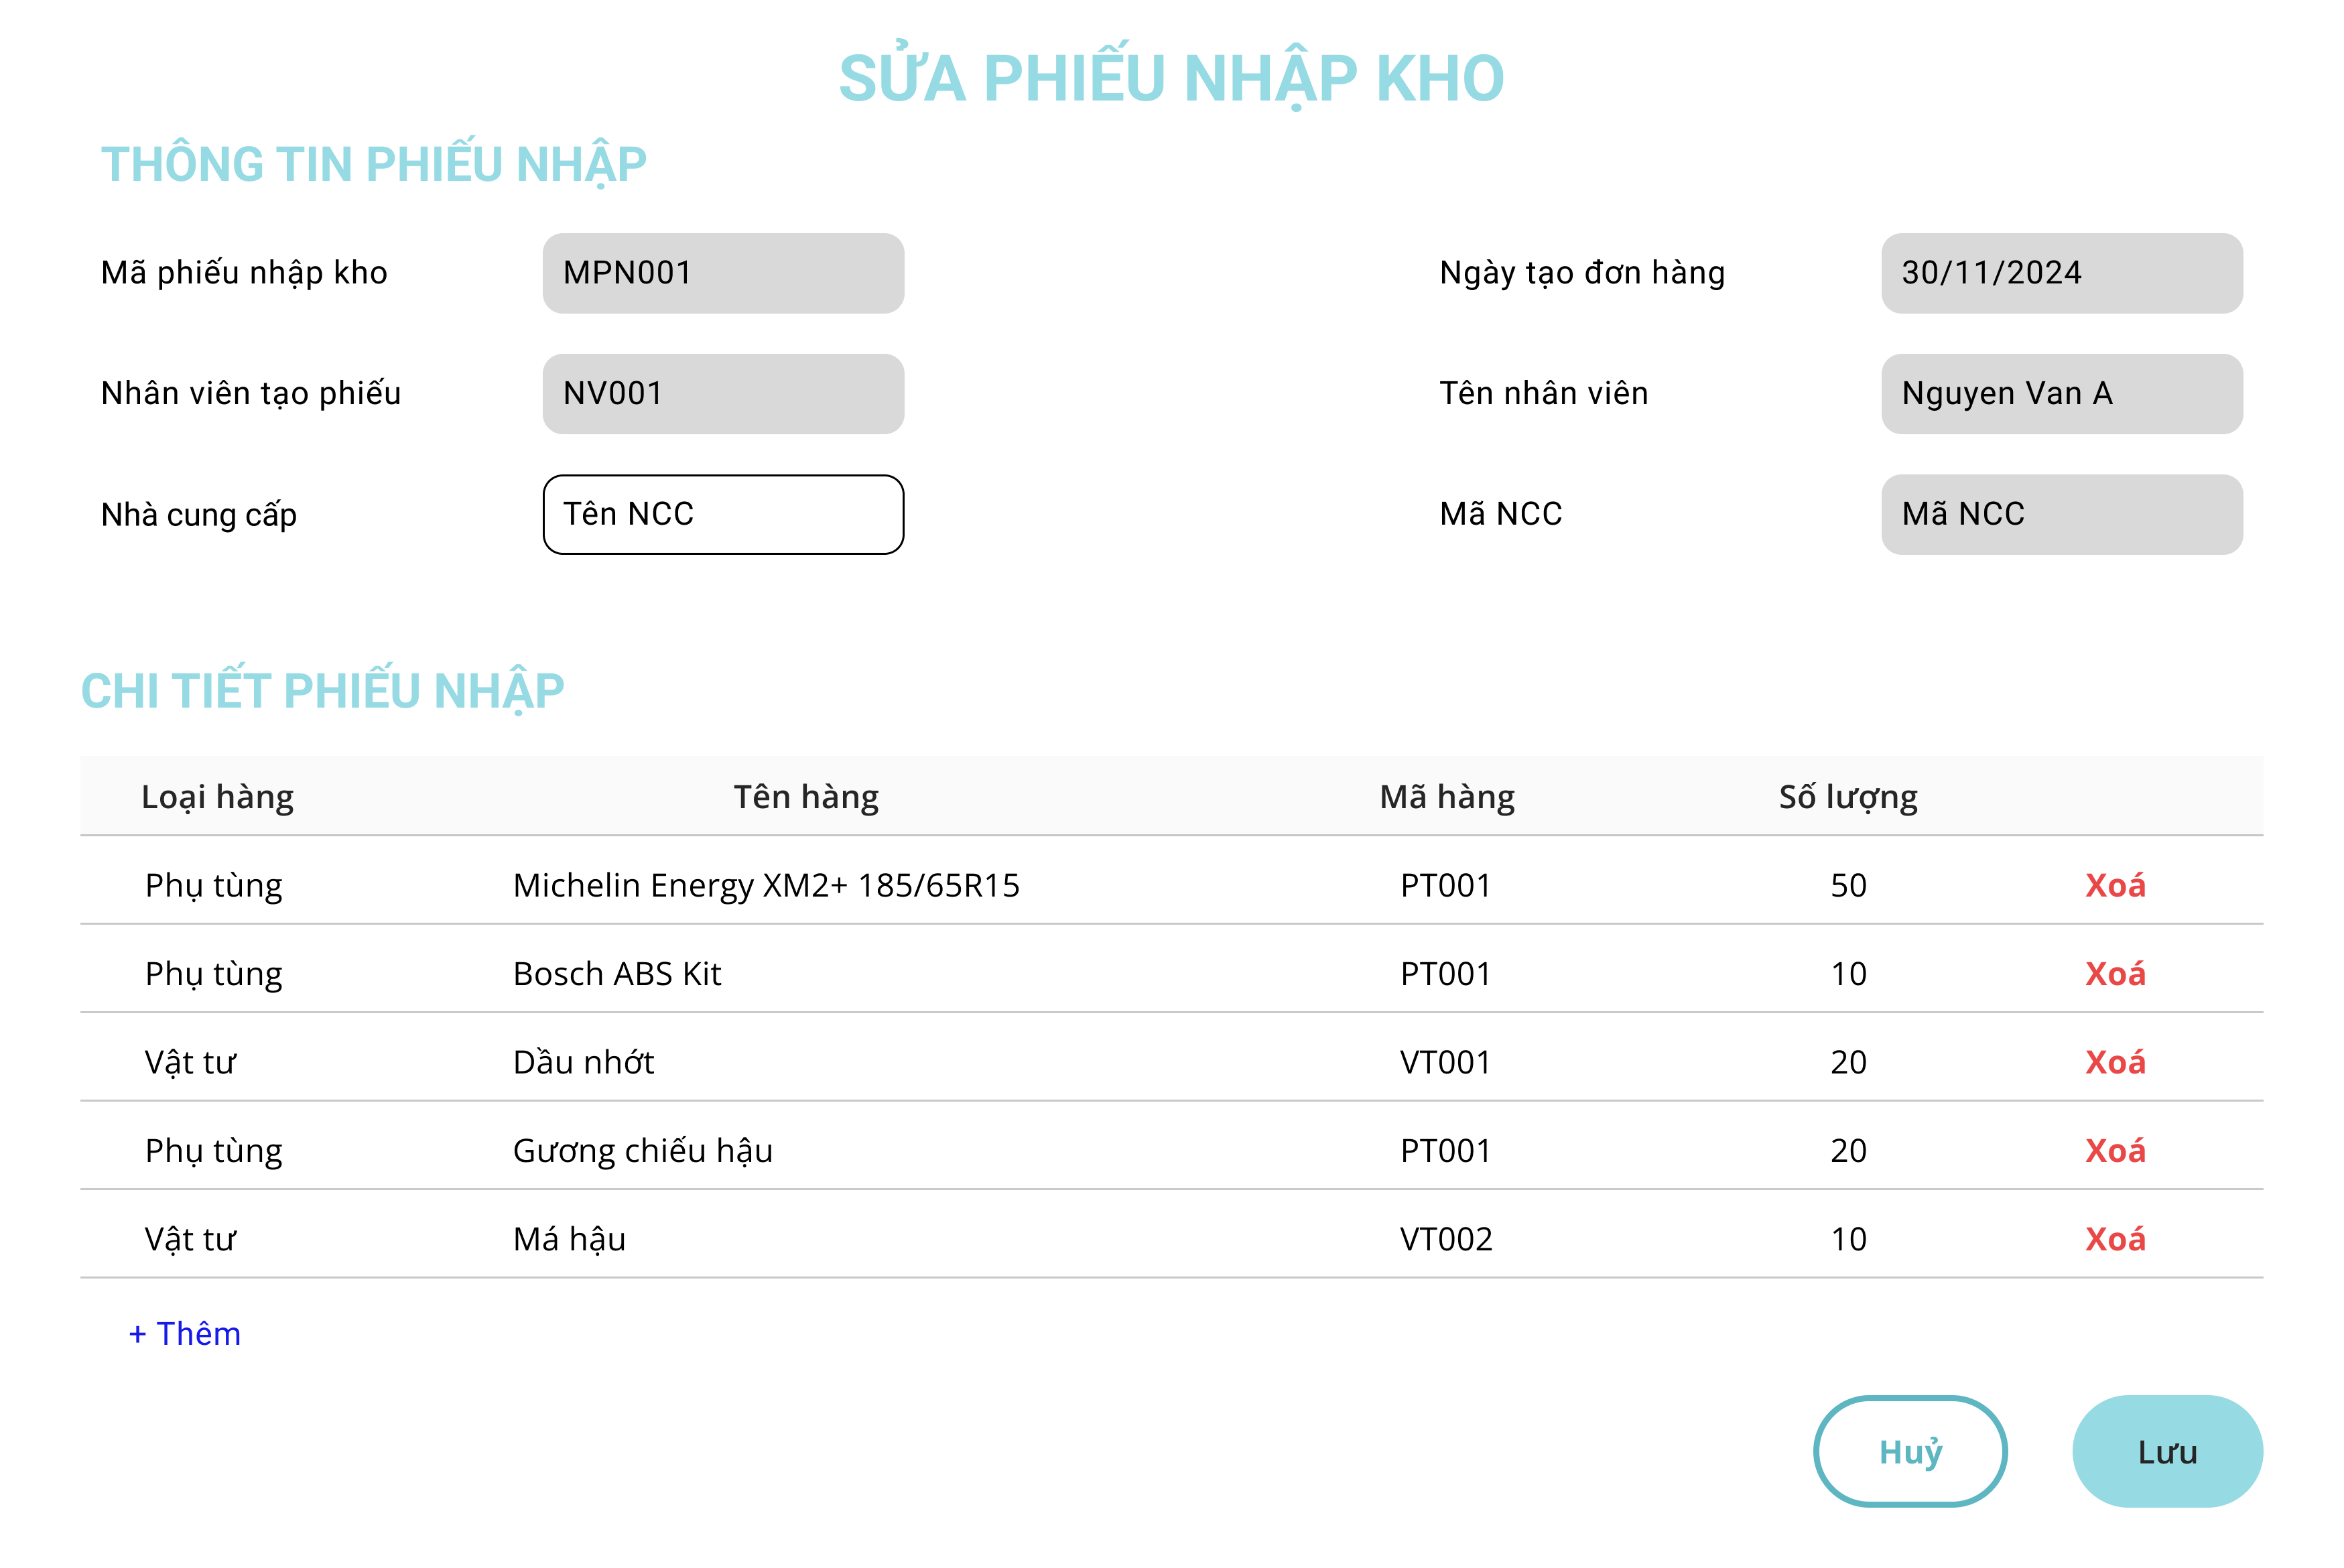 SỬA PHIẾU NHẬP KHO
THÔNG TIN PHIẾU NHẬP
Mã phiếu nhập kho MPN001 Ngày tạo đơn hàng 30/11/2024
Nhân viên tạo phiếu NV001 Tên nhân viên Nguyen Van A
Nhà cung cấp Tên NCC Mã NCC Mã NCC
CHI TIẾT PHIẾU NHẬP
Loại hàng Tên hàng Mã hàng Số lượng
Phụ tùng Michelin Energy XM2+ 185/65R15 PT001 50 Xoá
Phụ tùng Bosch ABS Kit PT001 10 Xoá
Vật tư Dầu nhớt VT001 20 Xoá
Phụ tùng Gương chiếu hậu PT001 20 Xoá
Vật tư Má hậu VT002 10 Xoá
+ Thêm
Huỷ Lưu